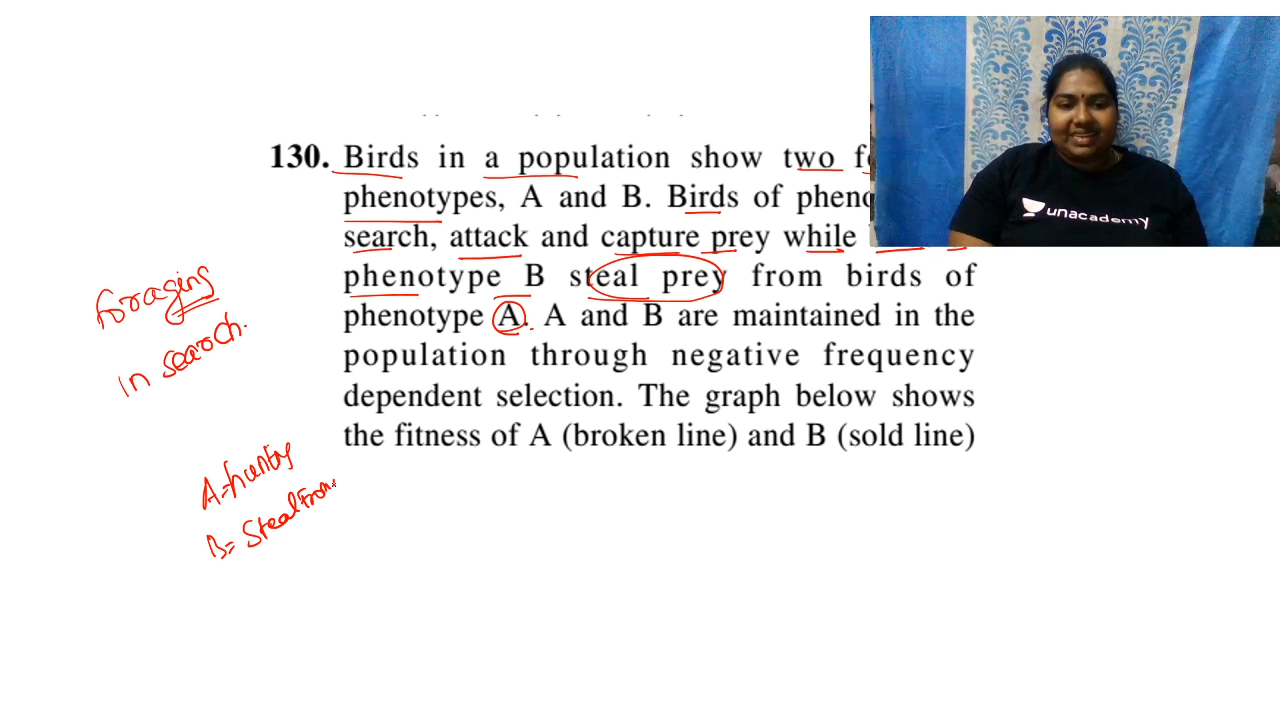 130. Birds in a population show two
phenotypes, A and B. Birds of
search, attack and capture prey while
phenotype B steal prey from birds of
phenotype A. A and B are maintained in the
population through negative frequency
dependent selection. The graph below shows
the fitness of A (broken line) and B (sold line)
Foraging
in search.
A=hunting
B= Steal From
unacademy